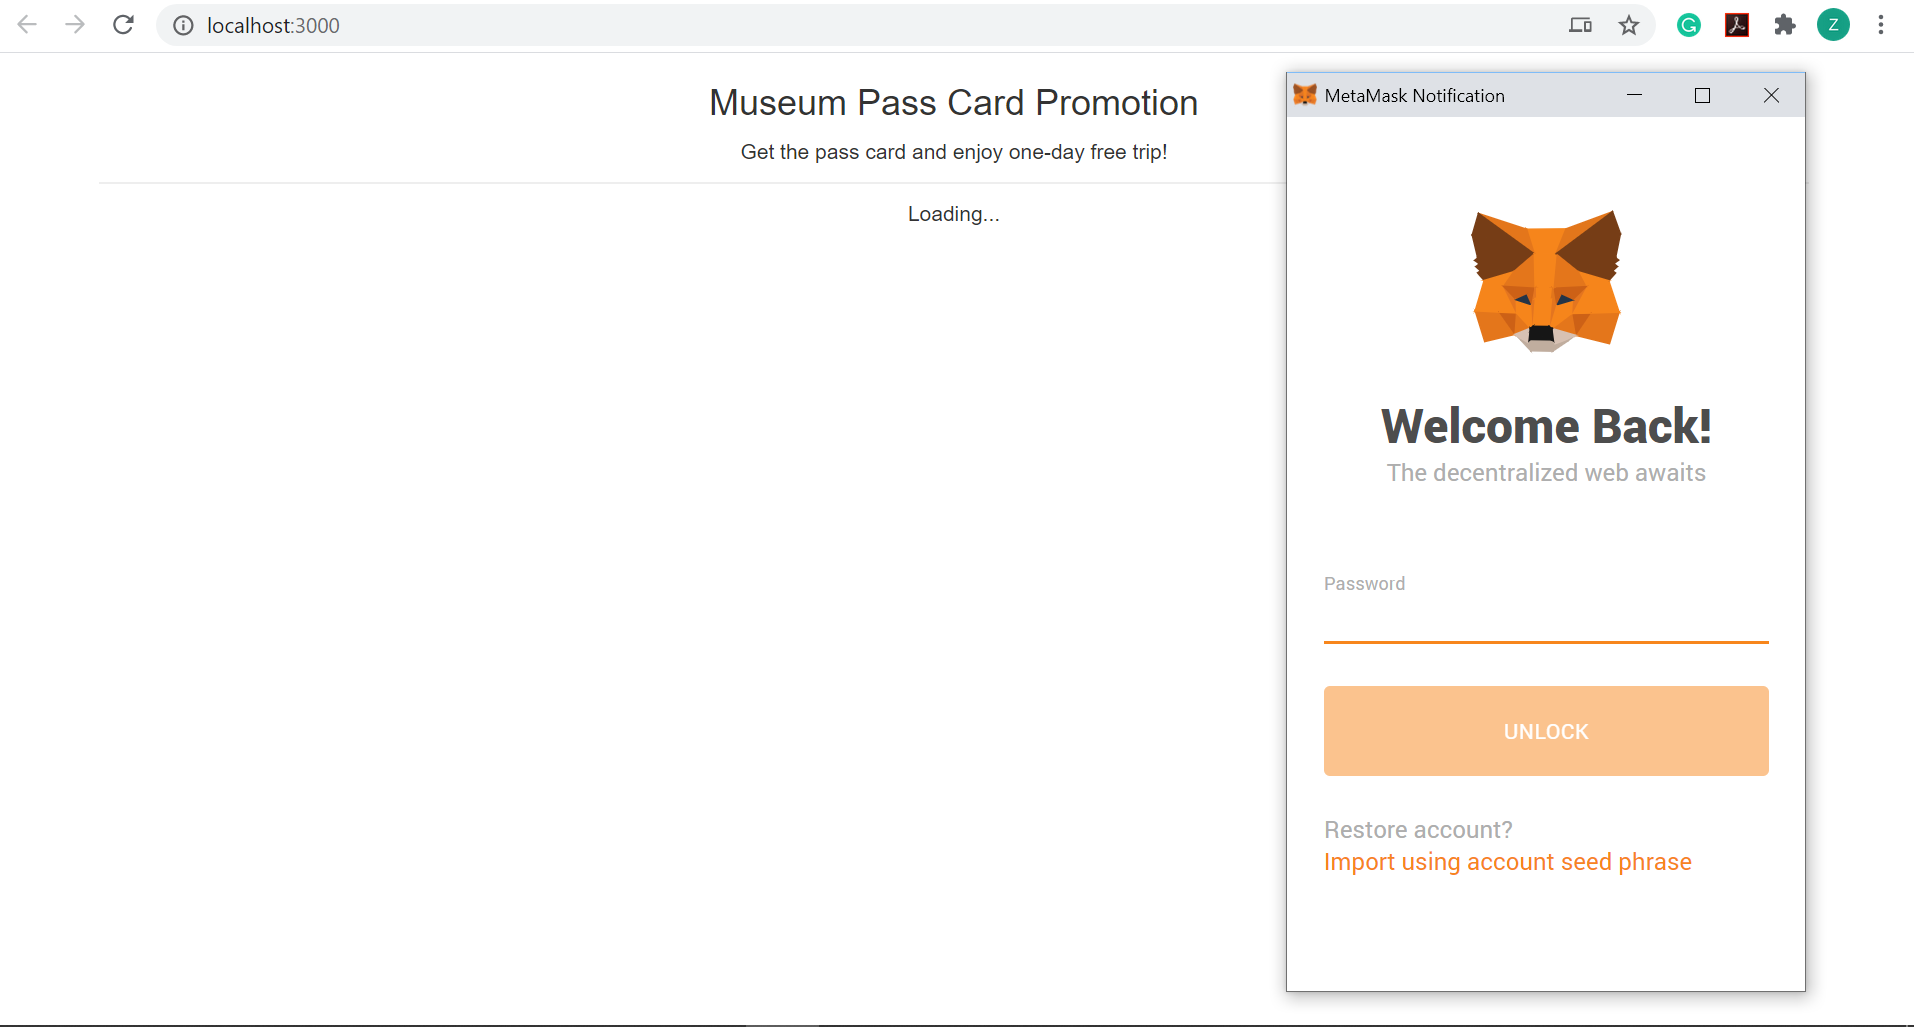 localhost:3000
Z
Museum Pass Card Promotion
Get the pass card and enjoy one-day free trip!
Loading...
MetaMask Notification
Welcome Back!
The decentralized web awaits
Password
UNLOCK
Restore account?
Import using account seed phrase